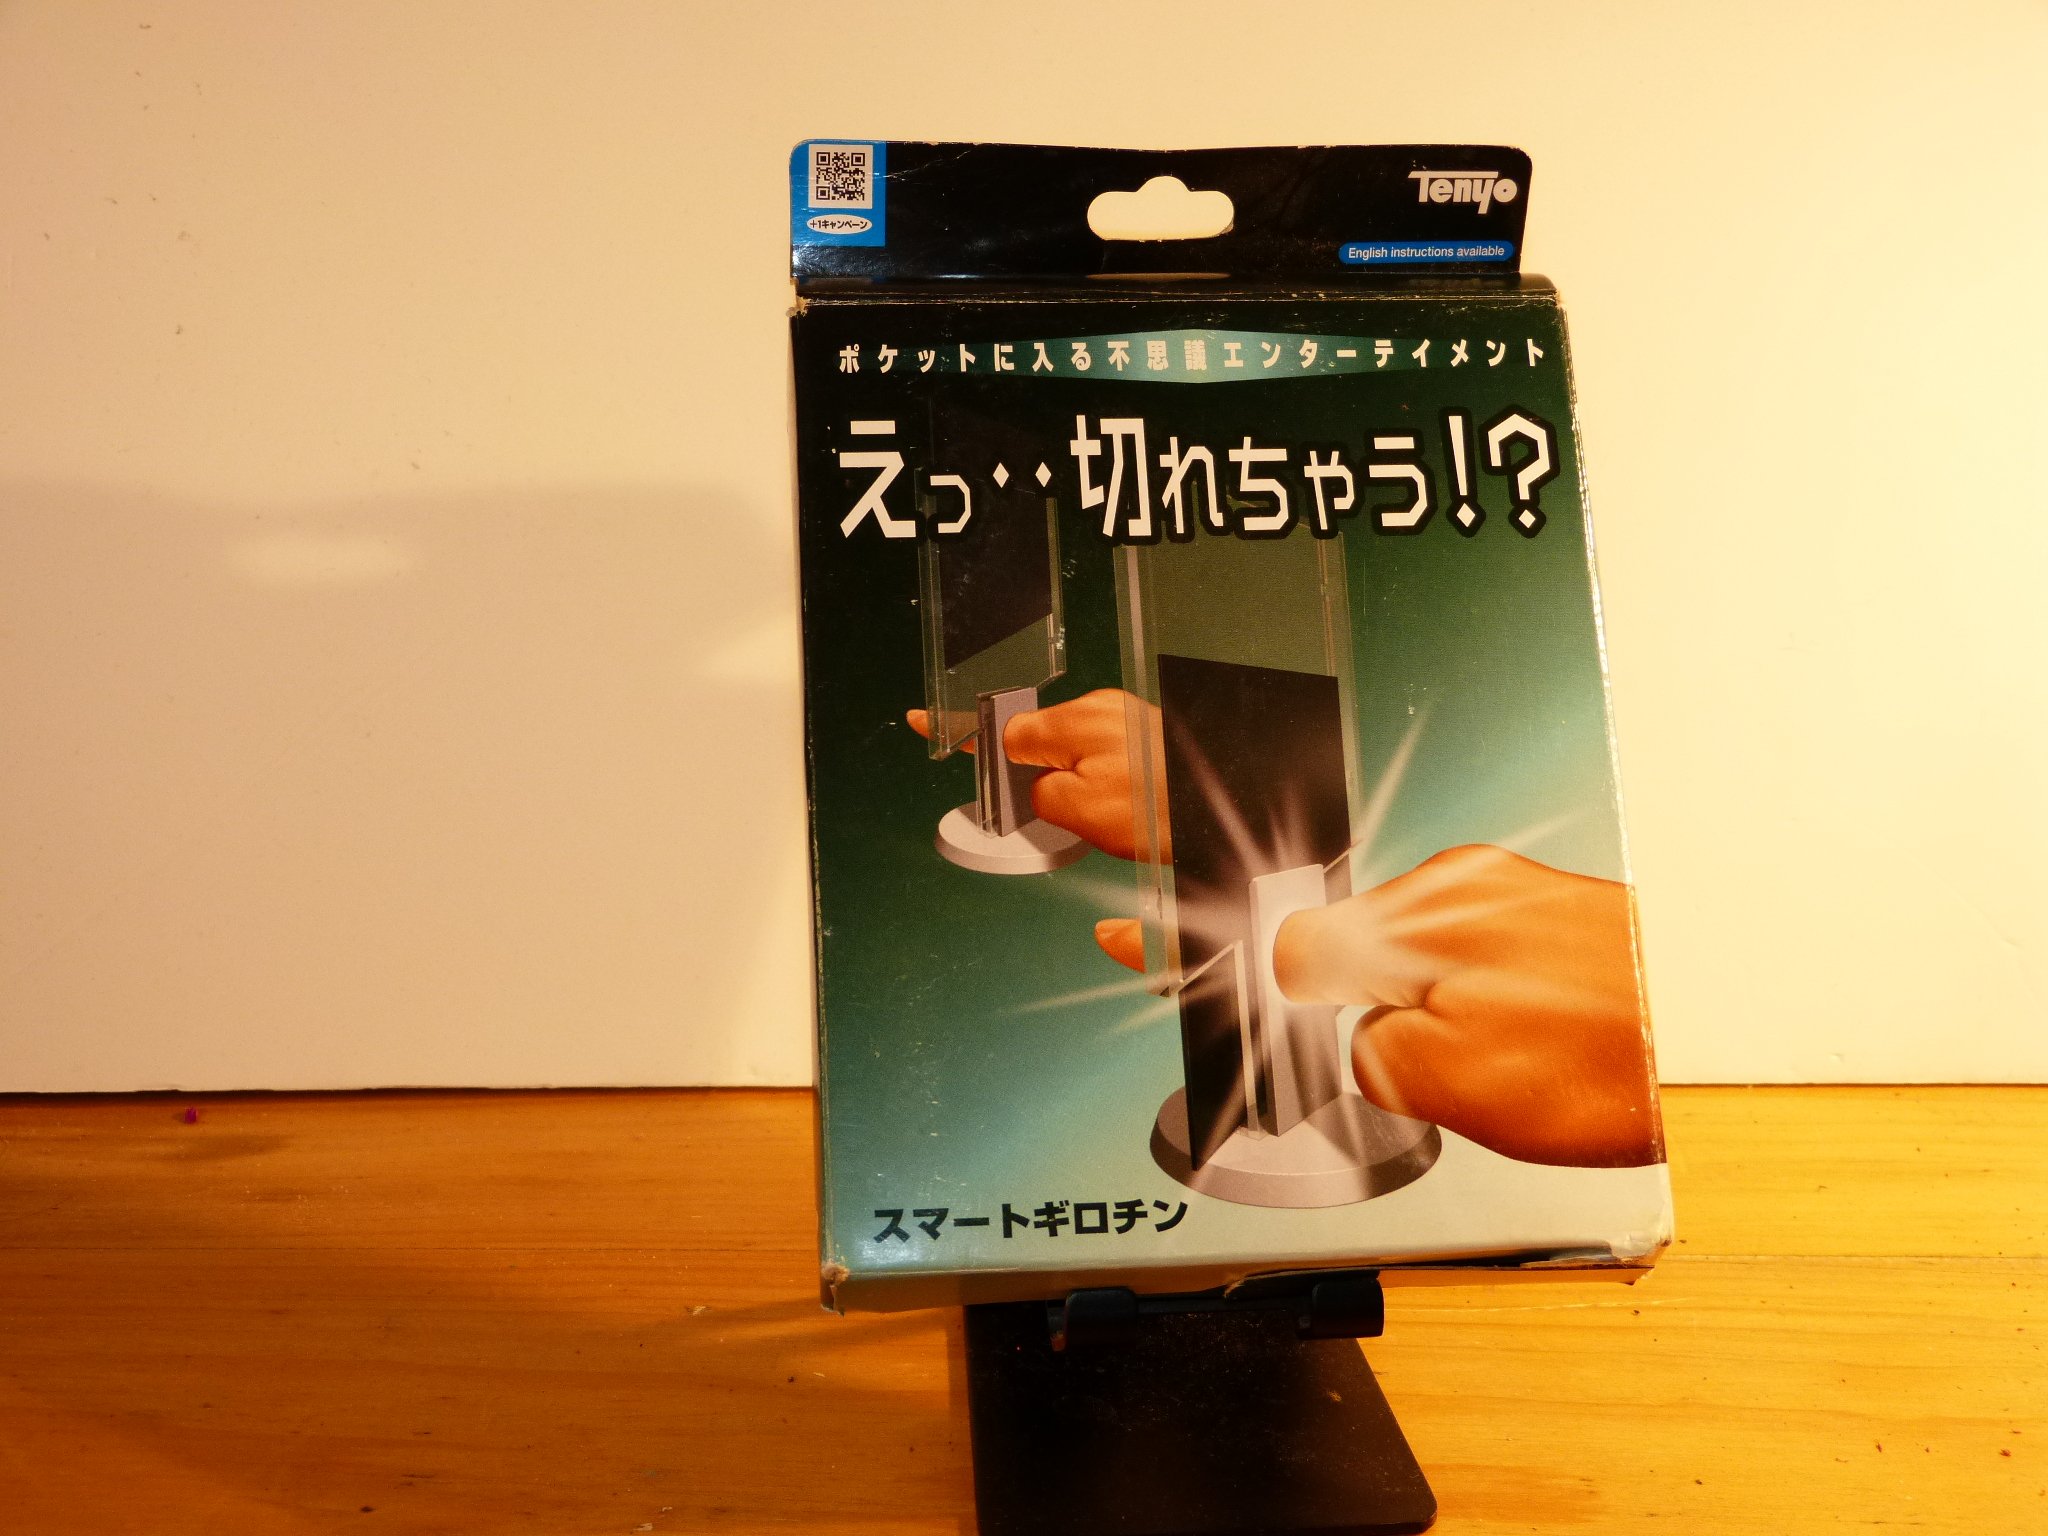 +1キャンペーン
Tenyo
English instructions available
ポケットに入る不思議エンターテイメント
えっ‥切れちゃう!?
スマートギロチン